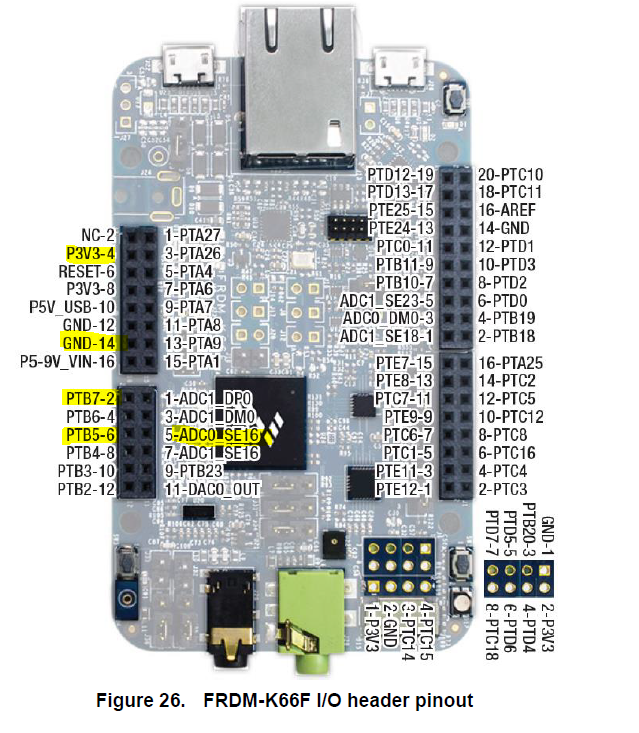 PTD12-19 20-PTC10
PTD13-17 18-PTC11
PTE25-15 16-AREF
PTE24-13 14-GND
NC-2 1-PTA27 PTC0-11 12-PTD1
P3V3-4 3-PTA26 PTB11-9 10-PTD3
RESET-6 5-PTA4 PTB10-7 8-PTD2
P3V3-8 7-PTA6 ADC1_SE23-5 6-PTD0
P5V_USB-10 9-PTA7 ADC0_DM0-3 4-PTB19
GND-12 11-PTA8 ADC1_SE18-1 2-PTB18
GND-14 13-PTA9
P5-9V_VIN-16 15-PTA1 PTE7-15 16-PTA25
PTE8-13 14-PTC2
PTB7-2 1-ADC1_DP0 PTC7-11 12-PTC5
PTB6-4 3-ADC1_DM0 PTE9-9 10-PTC12
PTB5-6 5-ADC0_SE16 PTC6-7 8-PTC8
PTB4-8 7-ADC1_SE16 PTC1-5 6-PTC16
PTB3-10 9-PTB23 PTE11-3 4-PTC4
PTB2-12 11-DAC0_OUT PTE12-1 2-PTC3
PTD7-7 PTD5-5 PTB20-3 GND-1
8-PTC18 6-PTD6 4-PTD4 2-P3V3
1-P3V3 2-GND 3-PTC14 4-PTC15
Figure 26. FRDM-K66F I/O header pinout